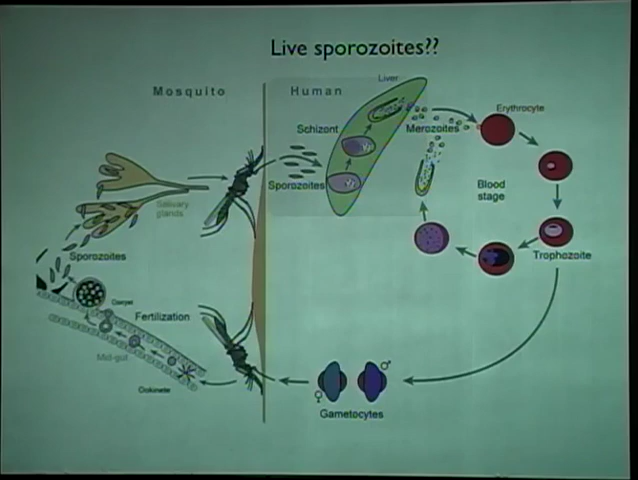 Live sporozoites??
Mosquito
Human
Liver
Schizont
Merozoites
Erythrocyte
Sporozoites
Blood
stage
Salivary
glands
Sporozoites
Trophozoite
Oocyst
Fertilization
Mid-gut
Ookinete
♀
♂
Gametocytes